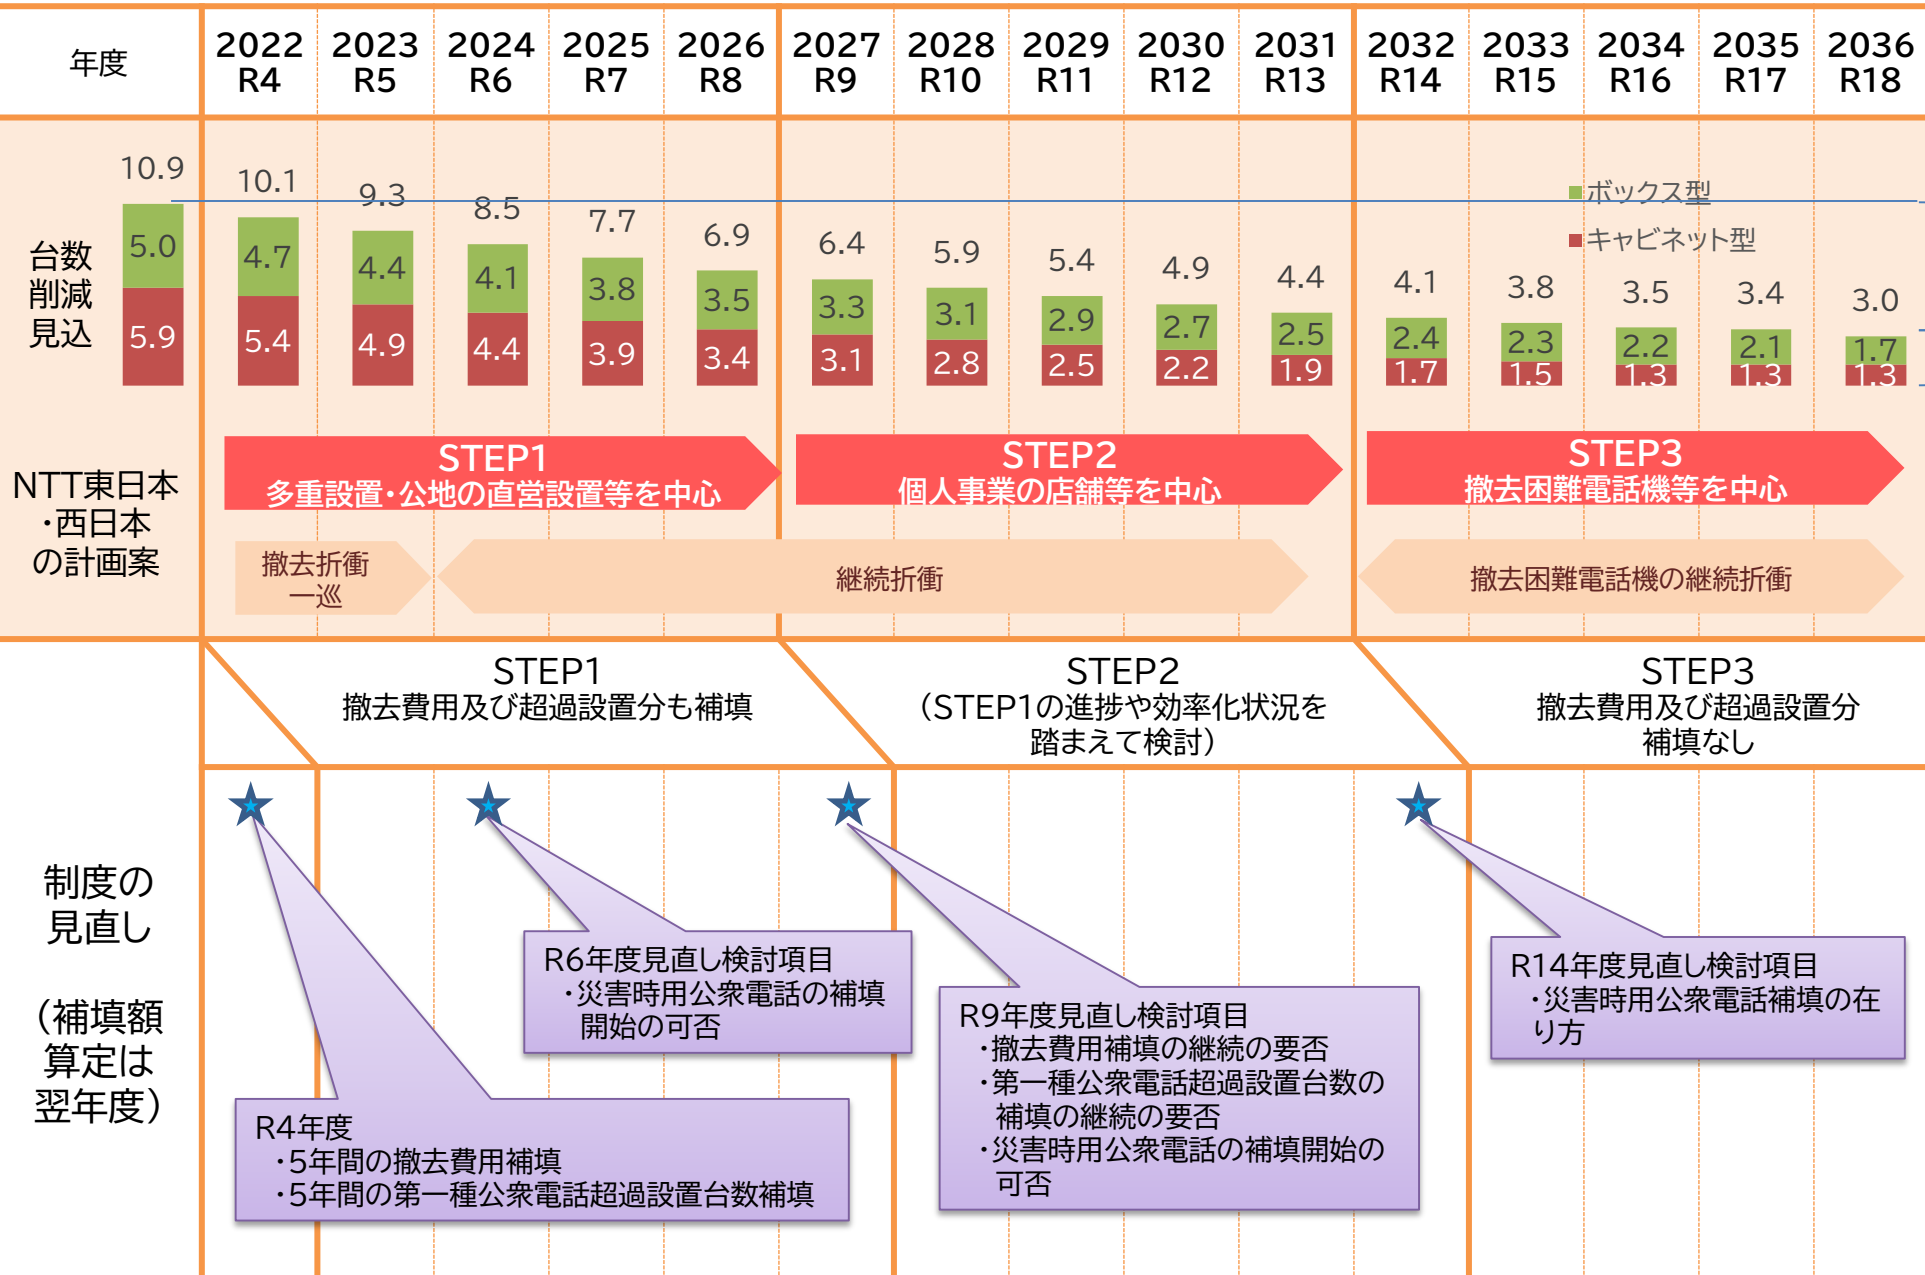 年度
2022
R4
2023
R5
2024
R6
2025
R7
2026
R8
2027
R9
2028
R10
2029
R11
2030
R12
2031
R13
2032
R14
2033
R15
2034
R16
2035
R17
2036
R18
台数
削減
見込
10.9
5.0
5.9
10.1
4.7
5.4
9.3
4.4
4.9
8.5
4.1
4.4
7.7
3.8
3.9
6.9
3.5
3.4
6.4
3.3
3.1
5.9
3.1
2.8
5.4
2.9
2.5
4.9
2.7
2.2
4.4
2.5
1.9
4.1
2.4
1.7
3.8
2.3
1.5
3.5
2.2
1.3
3.4
2.1
1.3
3.0
1.7
1.3
ボックス型
キャビネット型
NTT東日本
・西日本
の計画案
STEP1
多重設置・公地の直営設置等を中心
STEP2
個人事業の店舗等を中心
STEP3
撤去困難電話機等を中心
撤去折衝
一巡
継続折衝
撤去困難電話機の継続折衝
STEP1
撤去費用及び超過設置分も補填
STEP2
（STEP1の進捗や効率化状況を
踏まえて検討）
STEP3
撤去費用及び超過設置分
補填なし
制度の
見直し
（補填額
算定は
翌年度）
R4年度
・5年間の撤去費用補填
・5年間の第一種公衆電話超過設置台数補填
R6年度見直し検討項目
・災害時用公衆電話の補填
開始の可否
R9年度見直し検討項目
・撤去費用補填の継続の要否
・第一種公衆電話超過設置台数の
補填の継続の要否
・災害時用公衆電話の補填開始の
可否
R14年度見直し検討項目
・災害時用公衆電話補填の在
り方